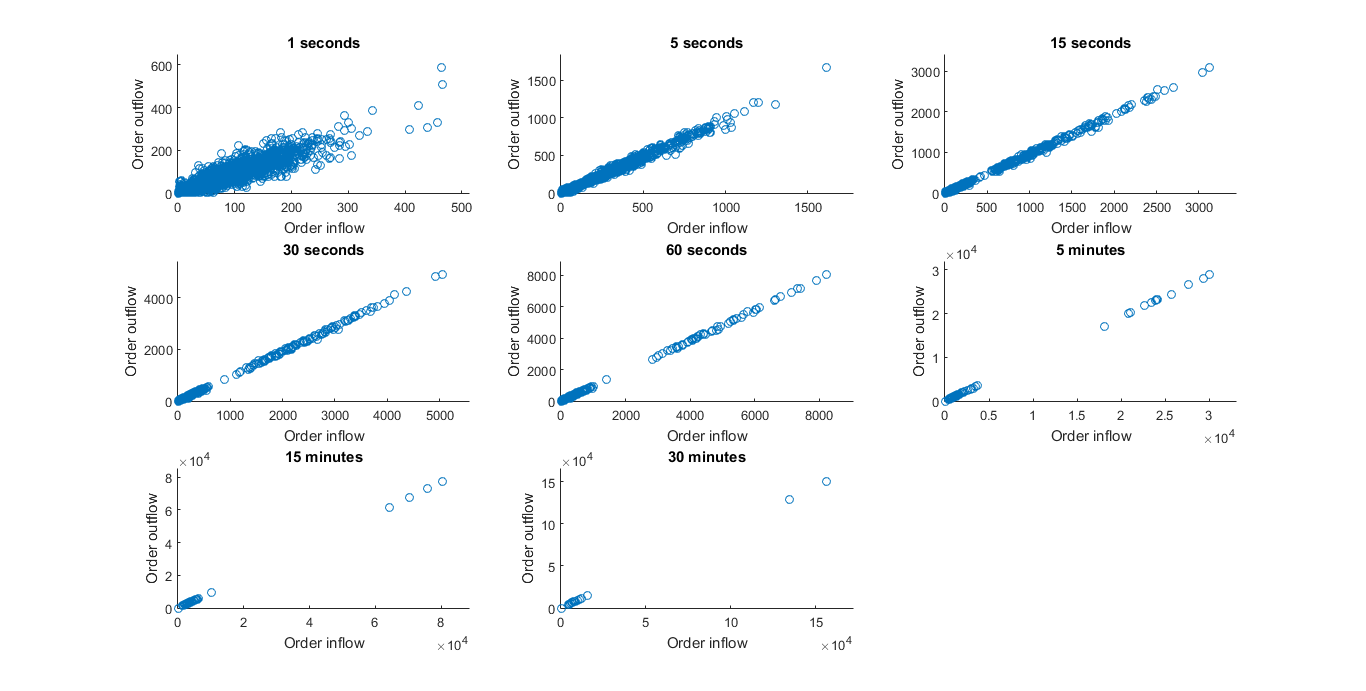 1 seconds
Order outflow
600
400
200
0
0 100 200 300 400 500
Order inflow
5 seconds
Order outflow
1500
1000
500
0
0 500 1000 1500
Order inflow
15 seconds
Order outflow
3000
2000
1000
0
0 500 1000 1500 2000 2500 3000
Order inflow
30 seconds
Order outflow
4000
2000
0
0 1000 2000 3000 4000 5000
Order inflow
60 seconds
Order outflow
8000
6000
4000
2000
0
0 2000 4000 6000 8000
Order inflow
5 minutes
×10⁴
Order outflow
3
2
1
0
0 0.5 1 1.5 2 2.5 3
Order inflow
×10⁴
15 minutes
×10⁴
Order outflow
8
6
4
2
0
0 2 4 6 8
Order inflow
×10⁴
30 minutes
×10⁴
Order outflow
15
10
5
0
0 5 10 15
Order inflow
×10⁴